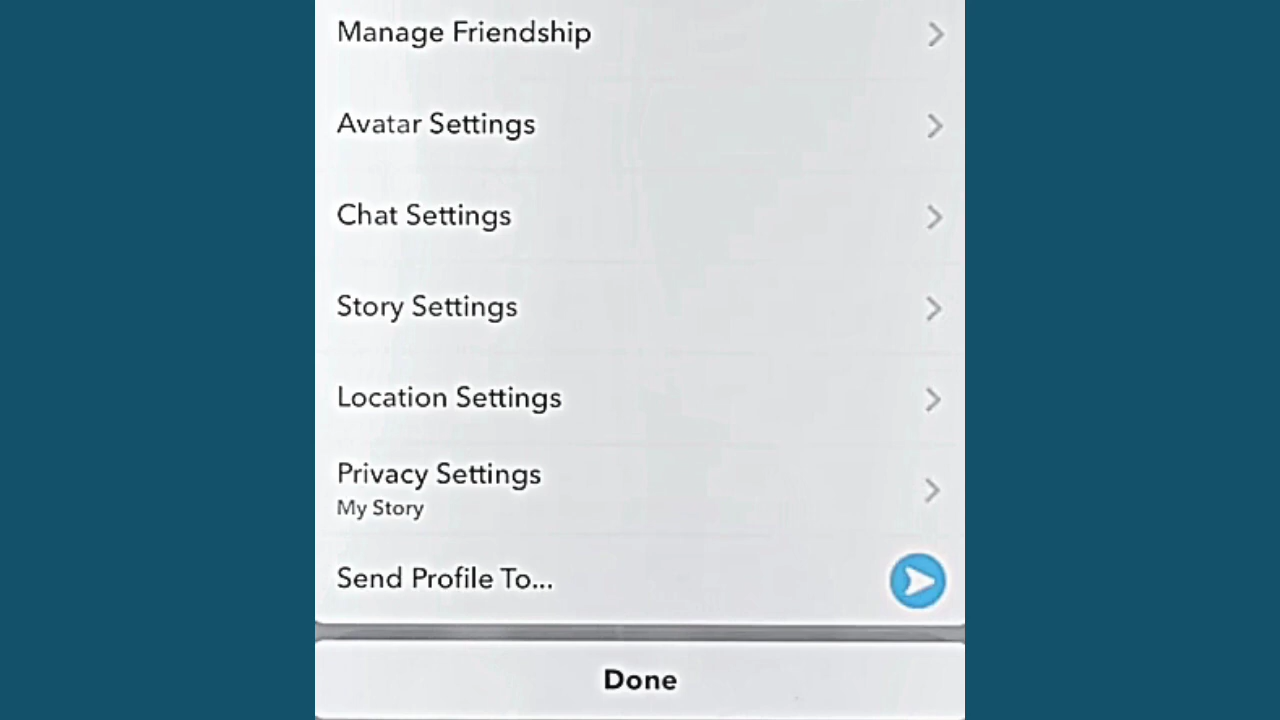 Manage Friendship
Avatar Settings
Chat Settings
Story Settings
Location Settings
Privacy Settings
My Story
Send Profile To...
Done